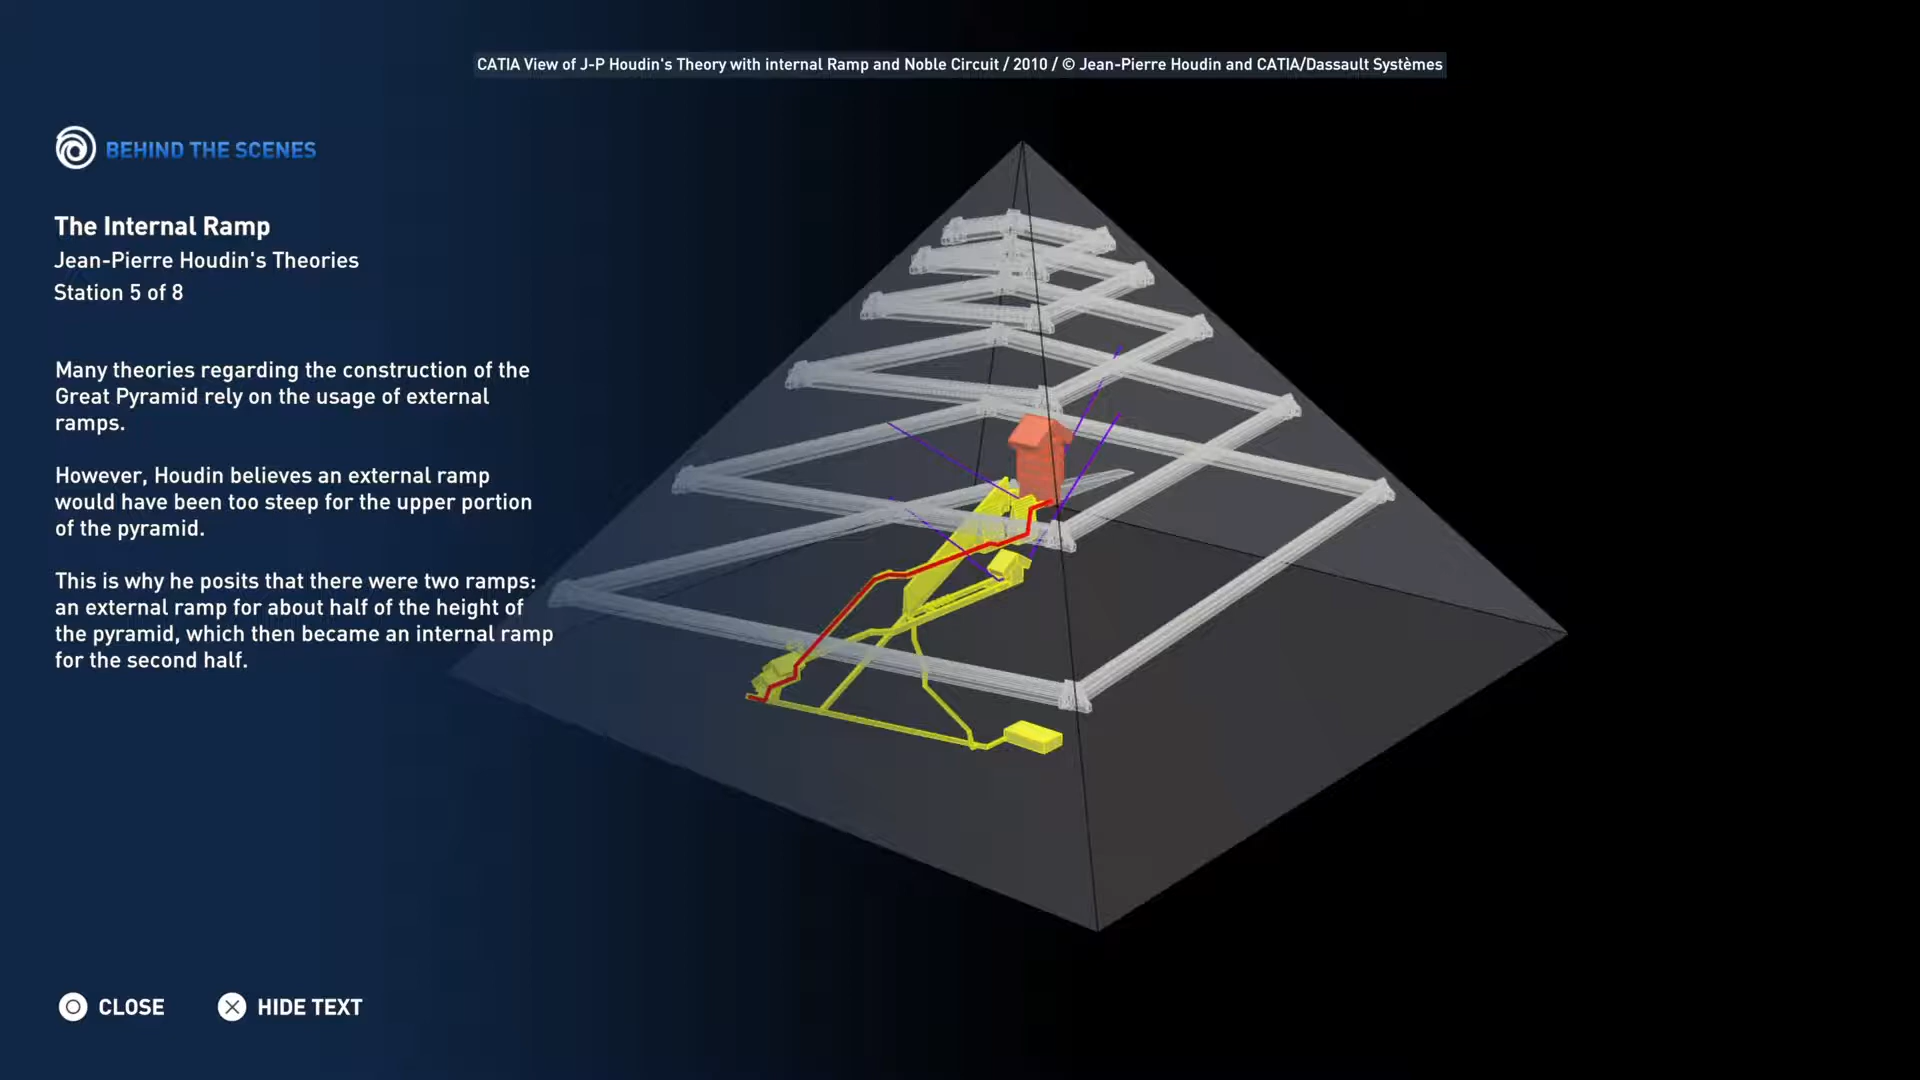 CATIA View of J-P Houdin's Theory with internal Ramp and Noble Circuit / 2010 / © Jean-Pierre Houdin and CATIA/Dassault Systèmes
BEHIND THE SCENES
The Internal Ramp
Jean-Pierre Houdin's Theories
Station 5 of 8
Many theories regarding the construction of the
Great Pyramid rely on the usage of external
ramps.
However, Houdin believes an external ramp
would have been too steep for the upper portion
of the pyramid.
This is why he posits that there were two ramps:
an external ramp for about half of the height of
the pyramid, which then became an internal ramp
for the second half.
CLOSE
HIDE TEXT